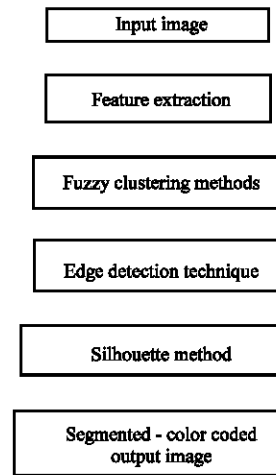 Input image
Feature extraction
Fuzzy clustering methods
Edge detection technique
Silhouette method
Segmented - color coded
output image